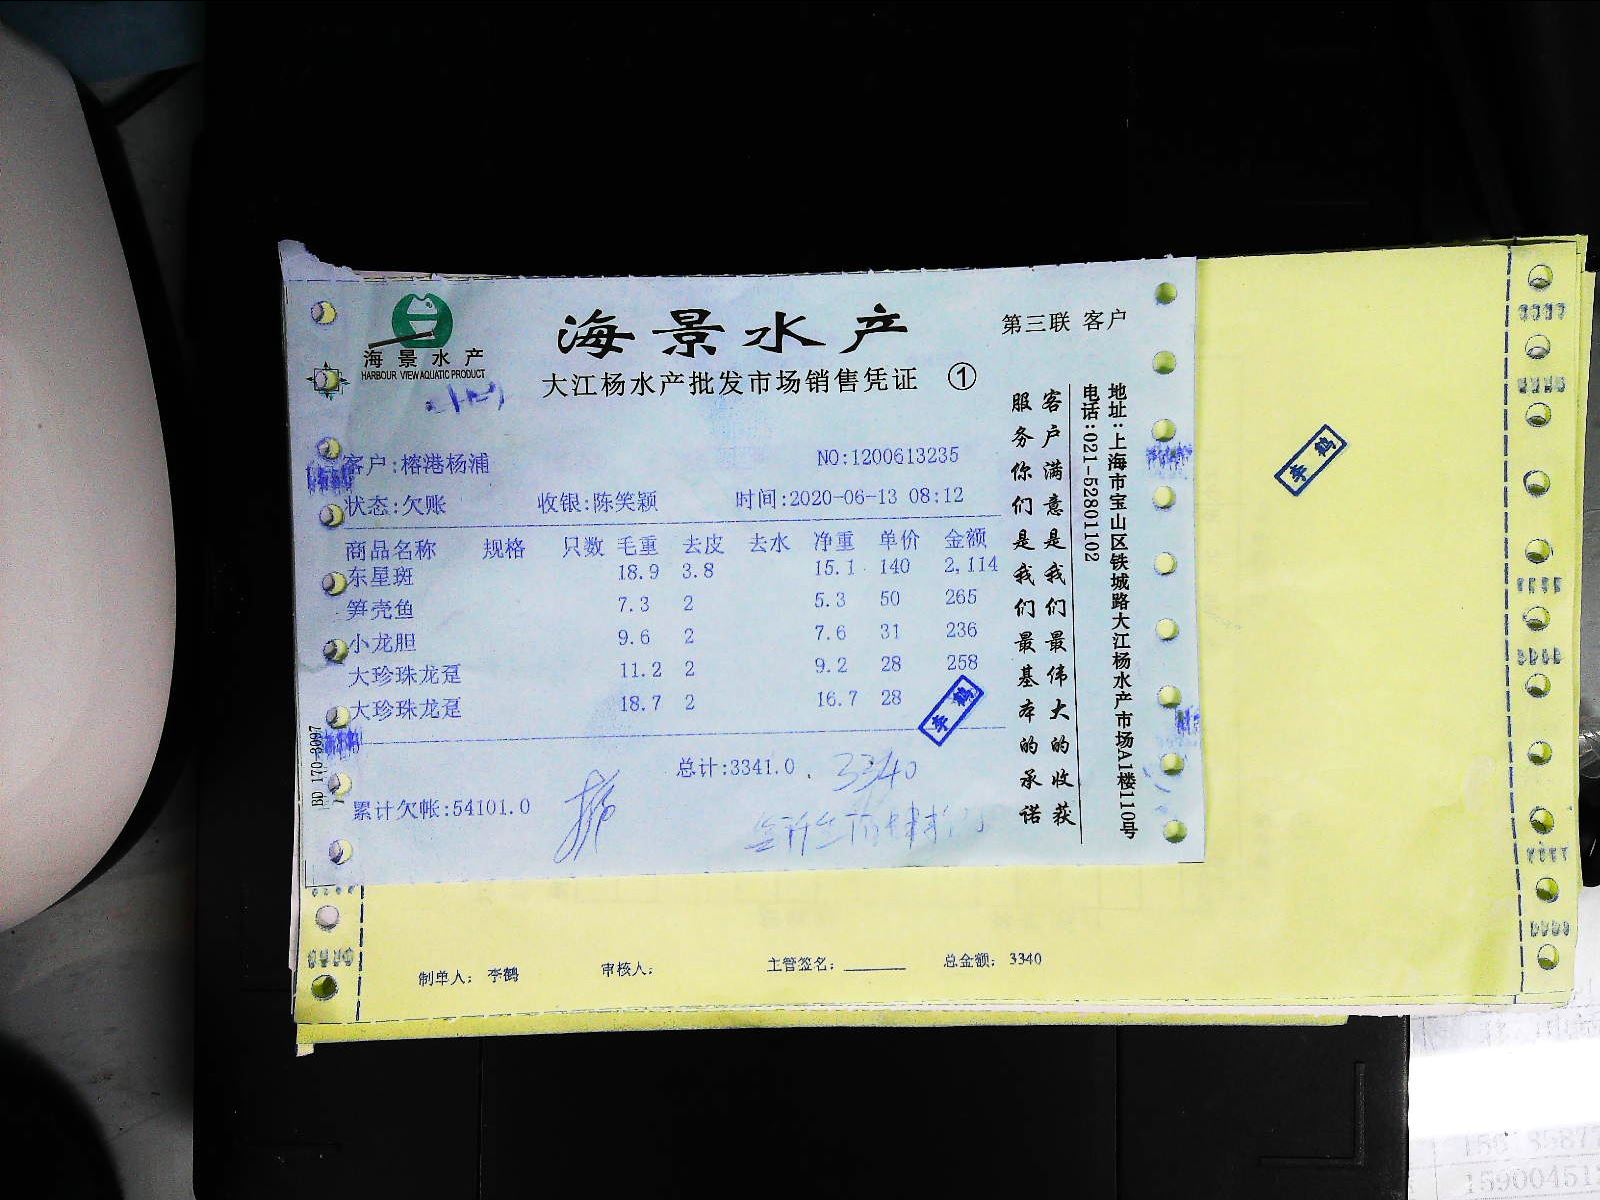 海景水产
HARBOUR VIEW AQUATIC PRODUCT
海景水产
第三联 客户
大江杨水产批发市场销售凭证 ①
客户:榕港杨浦
NO:1200613235
状态:欠账 收银:陈笑颖 时间:2020-06-13 08:12
商品名称 规格 只数 毛重 去皮 去水 净重 单价 金额
东星斑 18.9 3.8 15.1 140 2,114
笋壳鱼 7.3 2 5.3 50 265
小龙胆 9.6 2 7.6 31 236
大珍珠龙趸 11.2 2 9.2 28 258
大珍珠龙趸 18.7 2 16.7 28
李鹤
总计:3341.0
3340
累计欠帐:54101.0
客户满意是我们最伟大的收获
服务你们是我们最基本的承诺
地址:上海市宝山区铁城路大江杨水产市场A1楼110号
电话:021-52801102
BD 170-3097
李鹤
制单人: 李鹤 审核人: 主管签名: 总金额: 3340